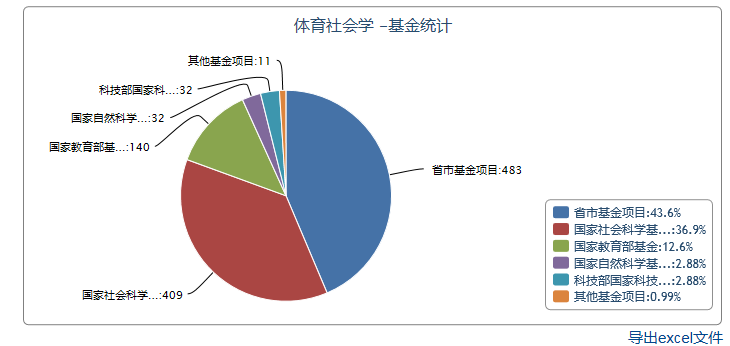 体育社会学 –基金统计
其他基金项目:11
科技部国家科...:32
国家自然科学...:32
国家教育部基...:140
省市基金项目:483
国家社会科学...:409
省市基金项目:43.6%
国家社会科学基...:36.9%
国家教育部基金:12.6%
国家自然科学基...:2.88%
科技部国家科技...:2.88%
其他基金项目:0.99%
导出excel文件